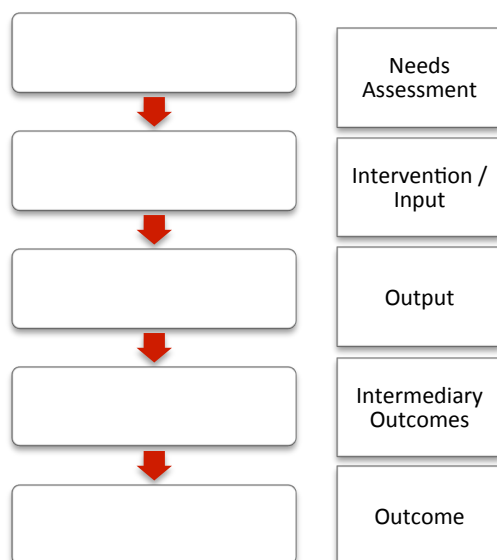 Needs
Assessment
Intervention /
Input
Output
Intermediary
Outcomes
Outcome